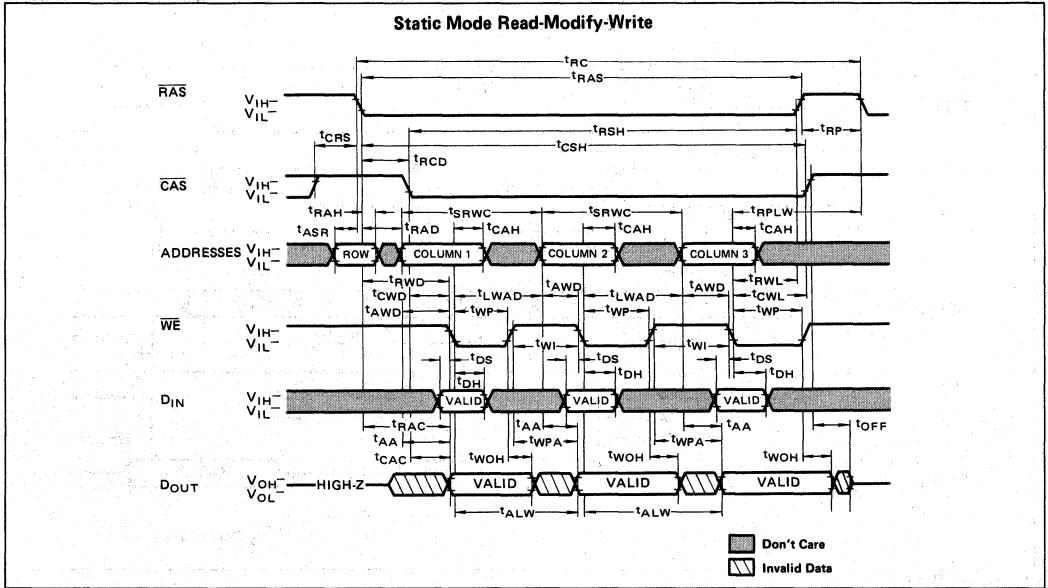 Static Mode Read-Modify-Write
tRC
tRAS
RAS VIH VIL
tCRS tRSH tRP
tCSH
tRCD
CAS VIH VIL
tRAH tSRWC tSRWC tRPLW
tASR tRAD tCAH tCAH tCAH
ADDRESSES VIH VIL ROW COLUMN 1 COLUMN 2 COLUMN 3
tRWD tAWD tRWL
tCWD tLWAD tLWAD tAWD tCWL
tAWD tWP tWP tWP
WE VIH VIL
tWI tWI
tDS tDS tDS
tDH tDH tDH
DIN VIH VIL VALID VALID VALID
tRAC tAA tAA tOFF
tAA tWPA tWPA
tCAC tWOH tWOH tWOH
DOUT VOH VOL HIGH-Z VALID VALID VALID
tALW tALW
Don't Care
Invalid Data